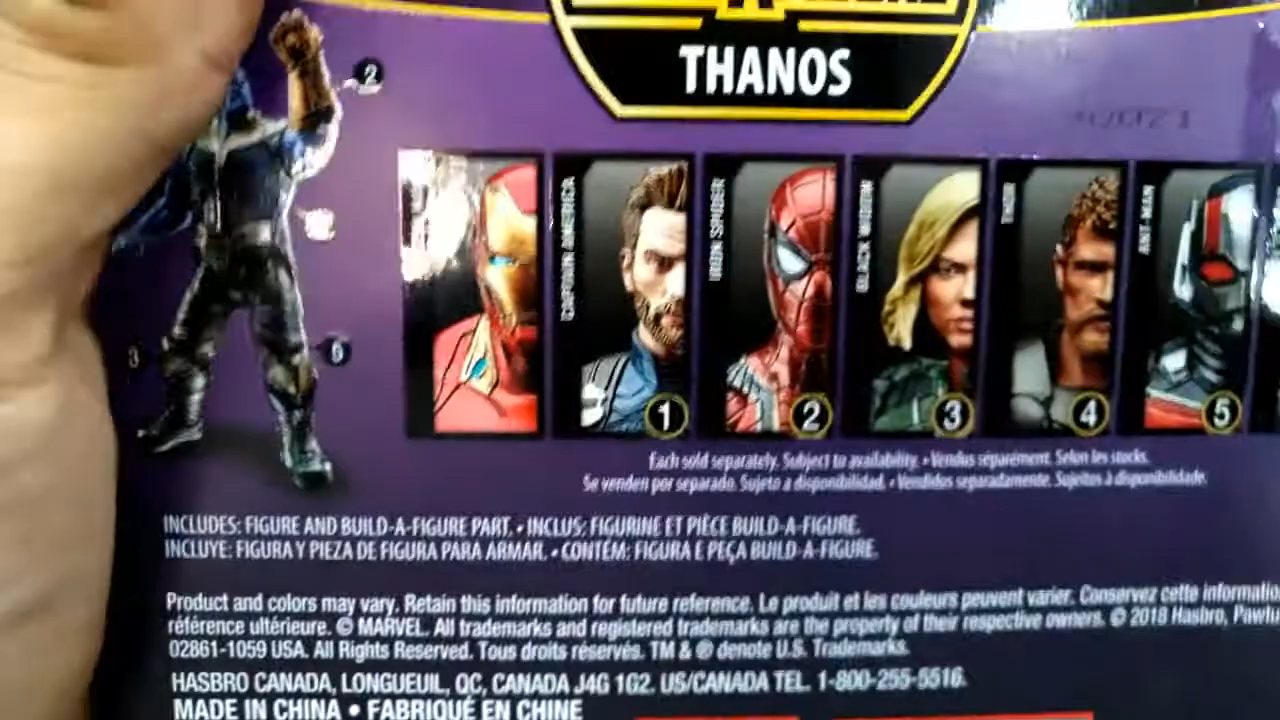 THANOS
2
CAPTAIN AMERICA
IRON SPIDER
BLACK WIDOW
THOR
ANT-MAN
3
6
1
2
3
4
5
Each sold separately. Subject to availability. • Vendus séparément. Selon les stocks.
Se venden por separado. Sujeto a disponibilidad. • Vendidos separadamente. Sujeitos à disponibilidade.
INCLUDES: FIGURE AND BUILD-A-FIGURE PART. • INCLUS: FIGURINE ET PIÈCE BUILD-A-FIGURE.
INCLUYE: FIGURA Y PIEZA DE FIGURA PARA ARMAR. • CONTÉM: FIGURA E PEÇA BUILD-A-FIGURE.
Product and colors may vary. Retain this information for future reference. Le produit et les couleurs peuvent varier. Conservez cette informatio
référence ultérieure. © MARVEL. All trademarks and registered trademarks are the property of their respective owners. © 2018 Hasbro, Pawtu
02861-1059 USA. All Rights Reserved. Tous droits réservés. TM & ® denote U.S. Trademarks.
HASBRO CANADA, LONGUEUIL, QC, CANADA J4G 1G2. US/CANADA TEL. 1-800-255-5516.
MADE IN CHINA • FABRIQUÉ EN CHINE